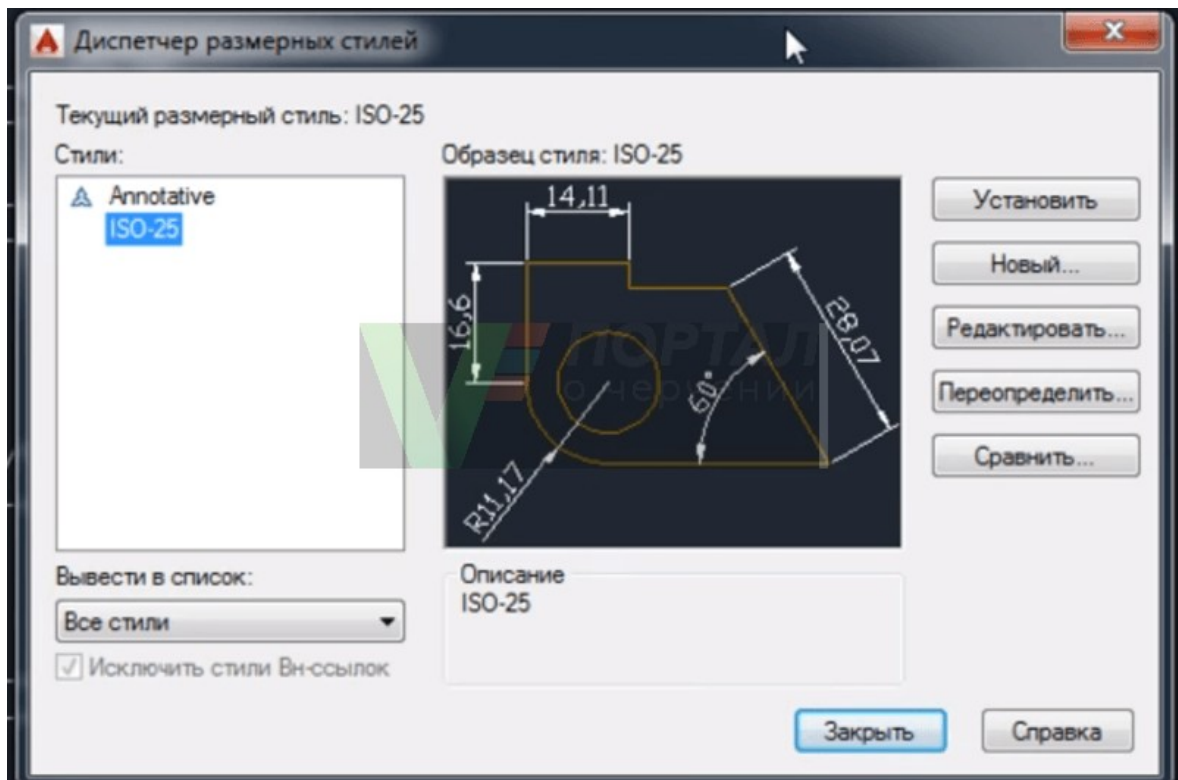 Диспетчер размерных стилей
Текущий размерный стиль: ISO-25
Стили:
Annotative
ISO-25
Образец стиля: ISO-25
14,11
16,6
28,07
60°
R11,17
ПОРТАЛ
о черчении
Установить
Новый...
Редактировать...
Переопределить...
Сравнить...
Вывести в список:
Все стили
Исключить стили Вн-ссылок
Описание
ISO-25
Закрыть
Справка